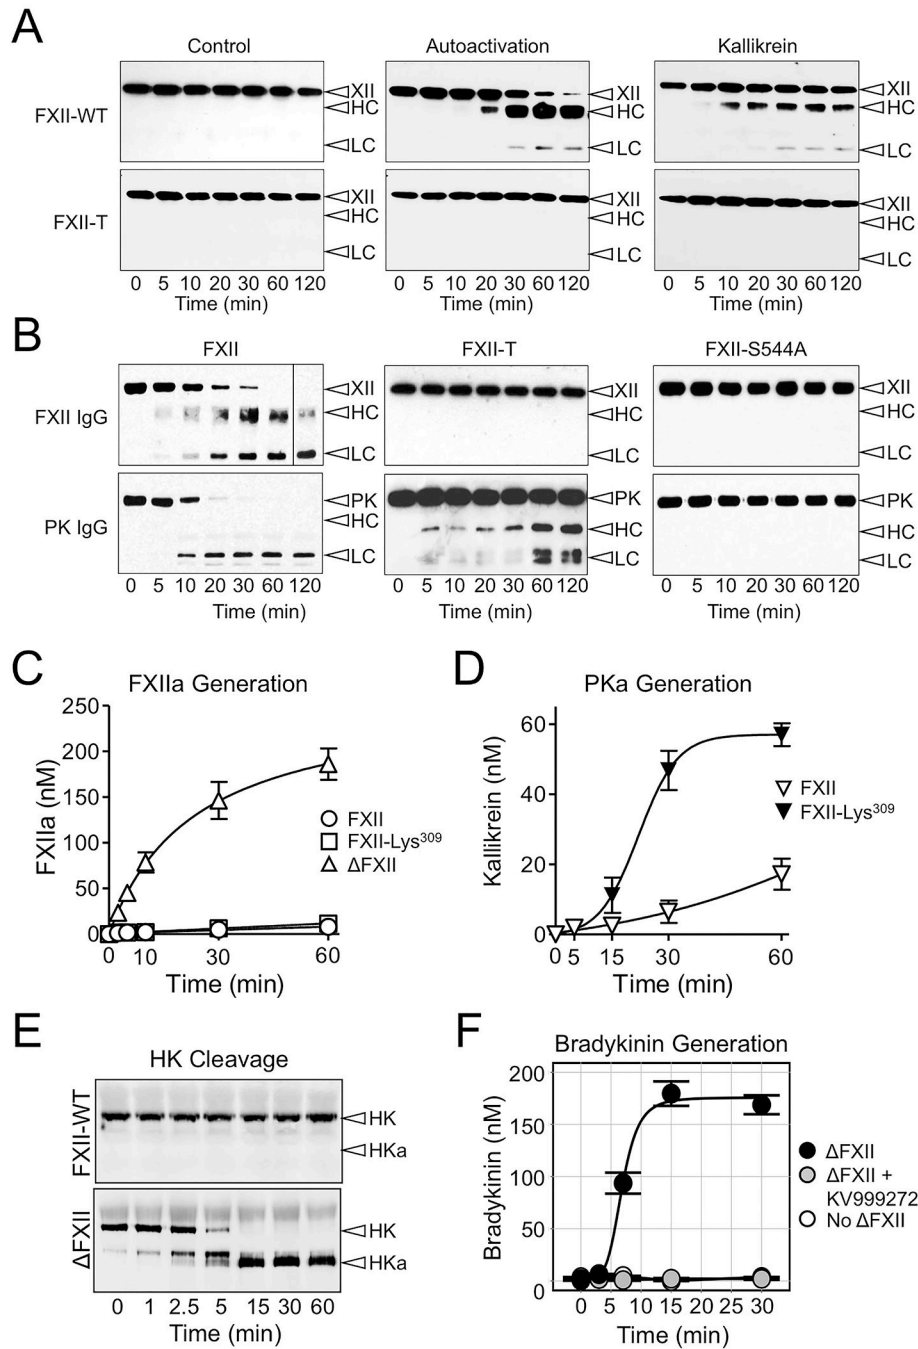 A
Control
Autoactivation
Kallikrein
FXII-WT
XII
HC
LC
XII
HC
LC
XII
HC
LC
FXII-T
XII
HC
LC
XII
HC
LC
XII
HC
LC
0 5 10 20 30 60 120
0 5 10 20 30 60 120
0 5 10 20 30 60 120
Time (min)
Time (min)
Time (min)
B
FXII
FXII-T
FXII-S544A
FXII IgG
XII
HC
LC
XII
HC
LC
XII
HC
LC
PK IgG
PK
HC
LC
PK
HC
LC
PK
HC
LC
0 5 10 20 30 60 120
0 5 10 20 30 60 120
0 5 10 20 30 60 120
Time (min)
Time (min)
Time (min)
C
FXIIa Generation
FXIIa (nM)
250
200
150
100
50
0
FXII
FXII-Lys309
ΔFXII
0 10 30 60
Time (min)
D
PKa Generation
Kallikrein (nM)
60
40
20
0
FXII
FXII-Lys309
0 5 15 30 60
Time (min)
E
HK Cleavage
FXII-WT
HK
HKa
ΔFXII
HK
HKa
0 1 2.5 5 15 30 60
Time (min)
F
Bradykinin Generation
Bradykinin (nM)
200
150
100
50
0
ΔFXII
ΔFXII +
KV999272
No ΔFXII
0 5 10 15 20 25 30
Time (min)